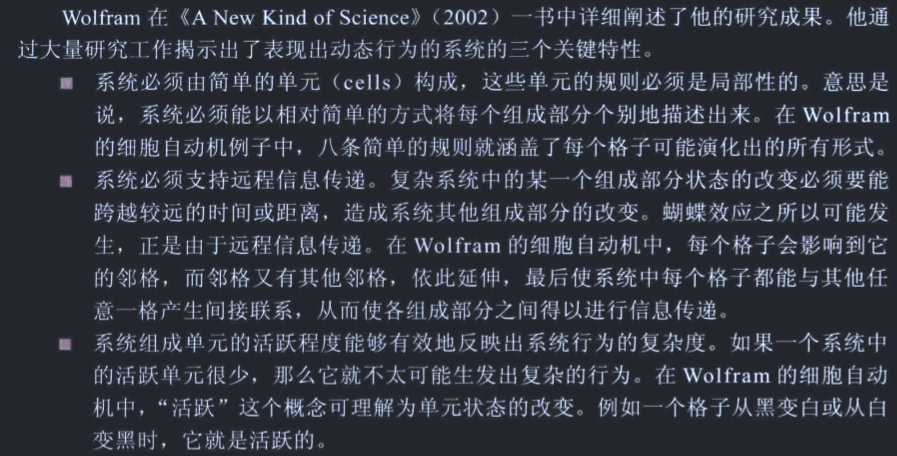 Wolfram 在《A New Kind of Science》（2002）一书中详细阐述了他的研究成果。他通
过大量研究工作揭示出了表现出动态行为的系统的三个关键特性。
系统必须由简单的单元（cells）构成，这些单元的规则必须是局部性的。意思是
说，系统必须能以相对简单的方式将每个组成部分个别地描述出来。在 Wolfram
的细胞自动机例子中，八条简单的规则就涵盖了每个格子可能演化出的所有形式。
系统必须支持远程信息传递。复杂系统中的某一个组成部分状态的改变必须要能
跨越较远的时间或距离，造成系统其他组成部分的改变。蝴蝶效应之所以可能发
生，正是由于远程信息传递。在 Wolfram 的细胞自动机中，每个格子会影响到它
的邻格，而邻格又有其他邻格，依此延伸，最后使系统中每个格子都能与其他任
意一格产生间接联系，从而使各组成部分之间得以进行信息传递。
系统组成单元的活跃程度能够有效地反映出系统行为的复杂度。如果一个系统中
的活跃单元很少，那么它就不太可能生发出复杂的行为。在 Wolfram 的细胞自动
机中，“活跃”这个概念可理解为单元状态的改变。例如一个格子从黑变白或从白
变黑时，它就是活跃的。